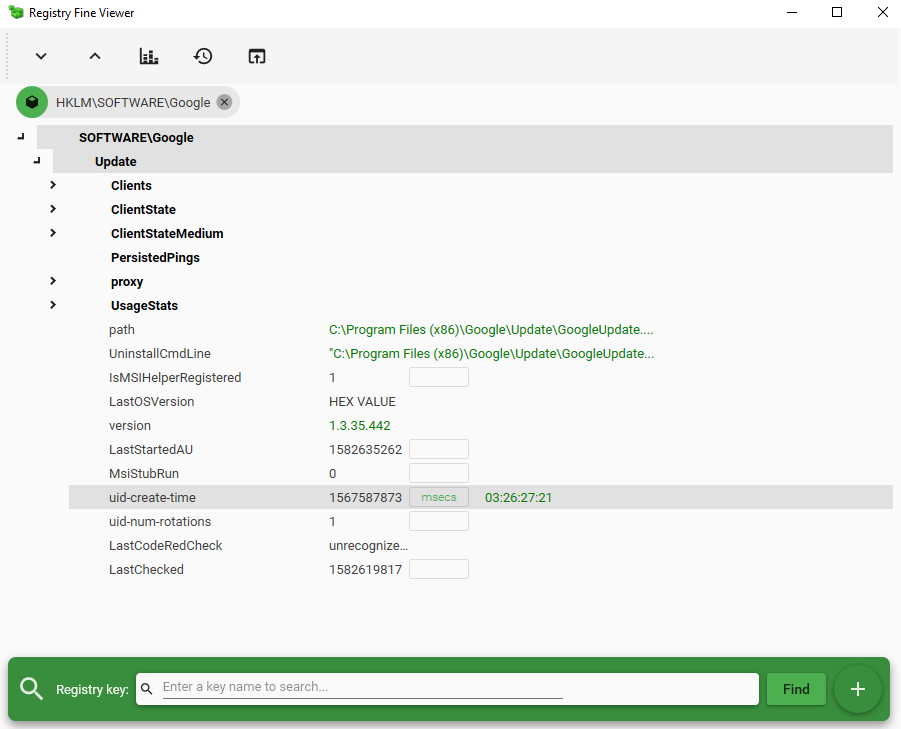 Registry Fine Viewer
HKLM\SOFTWARE\Google
SOFTWARE\Google
Update
Clients
ClientState
ClientStateMedium
PersistedPings
proxy
UsageStats
path C:\Program Files (x86)\Google\Update\GoogleUpdate....
UninstallCmdLine "C:\Program Files (x86)\Google\Update\GoogleUpdate...
IsMSIHelperRegistered 1
LastOSVersion HEX VALUE
version 1.3.35.442
LastStartedAU 1582635262
MsiStubRun 0
uid-create-time 1567587873 msecs 03:26:27:21
uid-num-rotations 1
LastCodeRedCheck unrecognize...
LastChecked 1582619817
Registry key: Enter a key name to search... Find